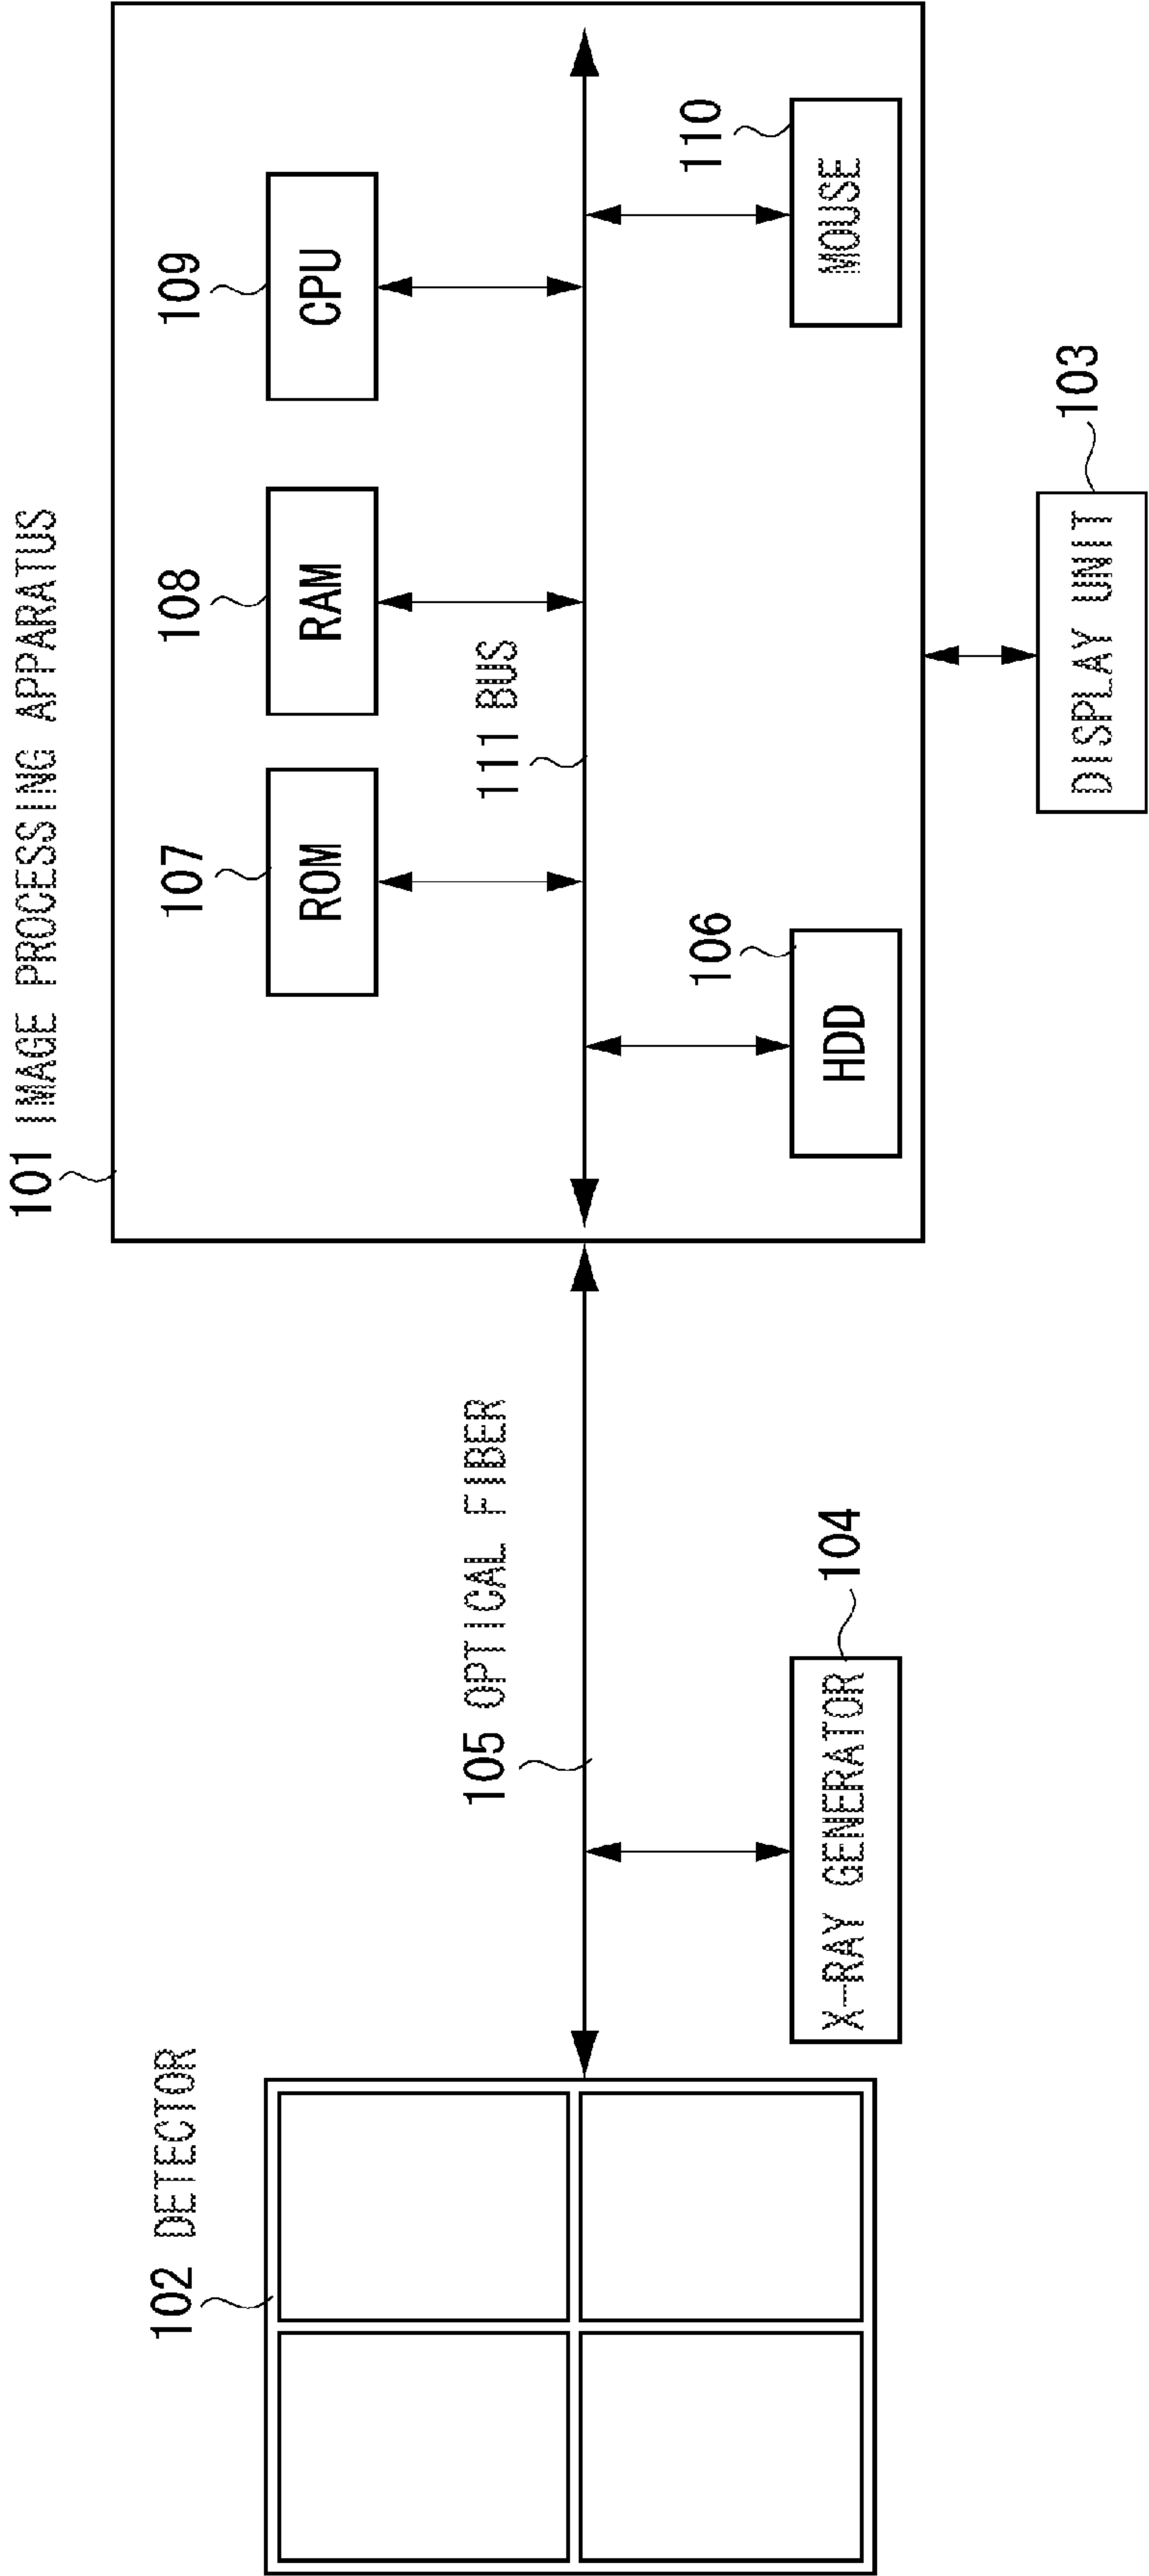 101 IMAGE PROCESSING APPARATUS
102 DETECTOR
107
108
109
ROM
RAM
CPU
105 OPTICAL FIBER
111 BUS
104
106
110
X-RAY GENERATOR
HDD
MOUSE
103
DISPLAY UNIT